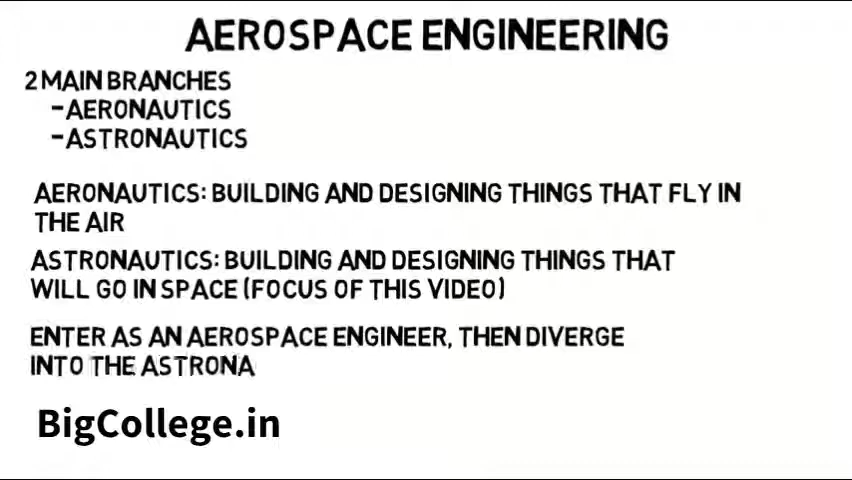 AEROSPACE ENGINEERING
2 MAIN BRANCHES
-AERONAUTICS
-ASTRONAUTICS
AERONAUTICS: BUILDING AND DESIGNING THINGS THAT FLY IN
THE AIR
ASTRONAUTICS: BUILDING AND DESIGNING THINGS THAT
WILL GO IN SPACE (FOCUS OF THIS VIDEO)
ENTER AS AN AEROSPACE ENGINEER, THEN DIVERGE
INTO THE ASTRONA
BigCollege.in